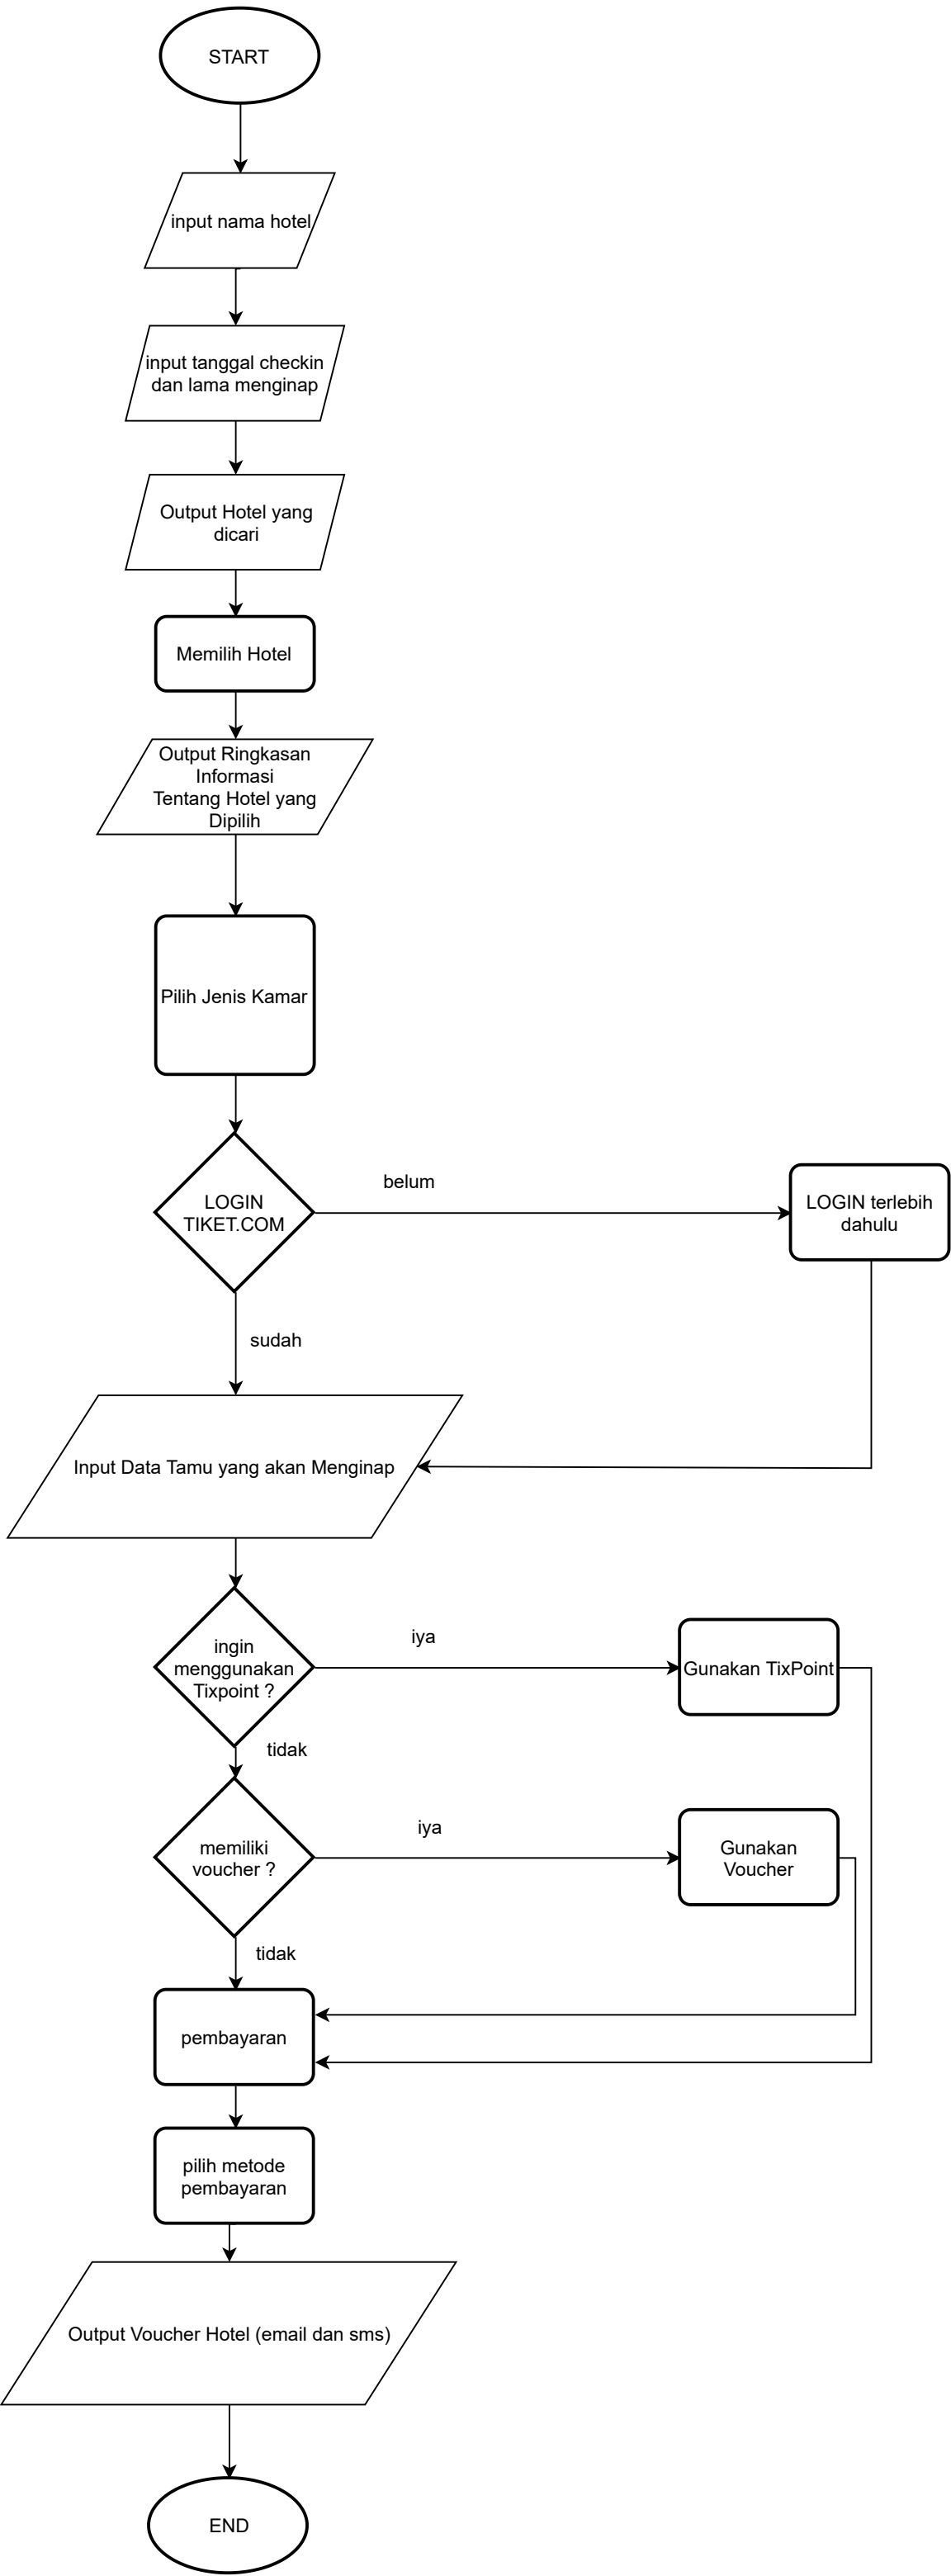 START
input nama hotel
input tanggal checkin
dan lama menginap
Output Hotel yang
dicari
Memilih Hotel
Output Ringkasan
Informasi
Tentang Hotel yang
Dipilih
Pilih Jenis Kamar
LOGIN
TIKET.COM
belum
LOGIN terlebih
dahulu
sudah
Input Data Tamu yang akan Menginap
ingin
menggunakan
Tixpoint ?
iya
Gunakan TixPoint
tidak
memiliki
voucher ?
iya
Gunakan
Voucher
tidak
pembayaran
pilih metode
pembayaran
Output Voucher Hotel (email dan sms)
END